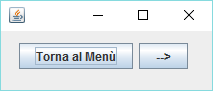 Torna al Menù -->